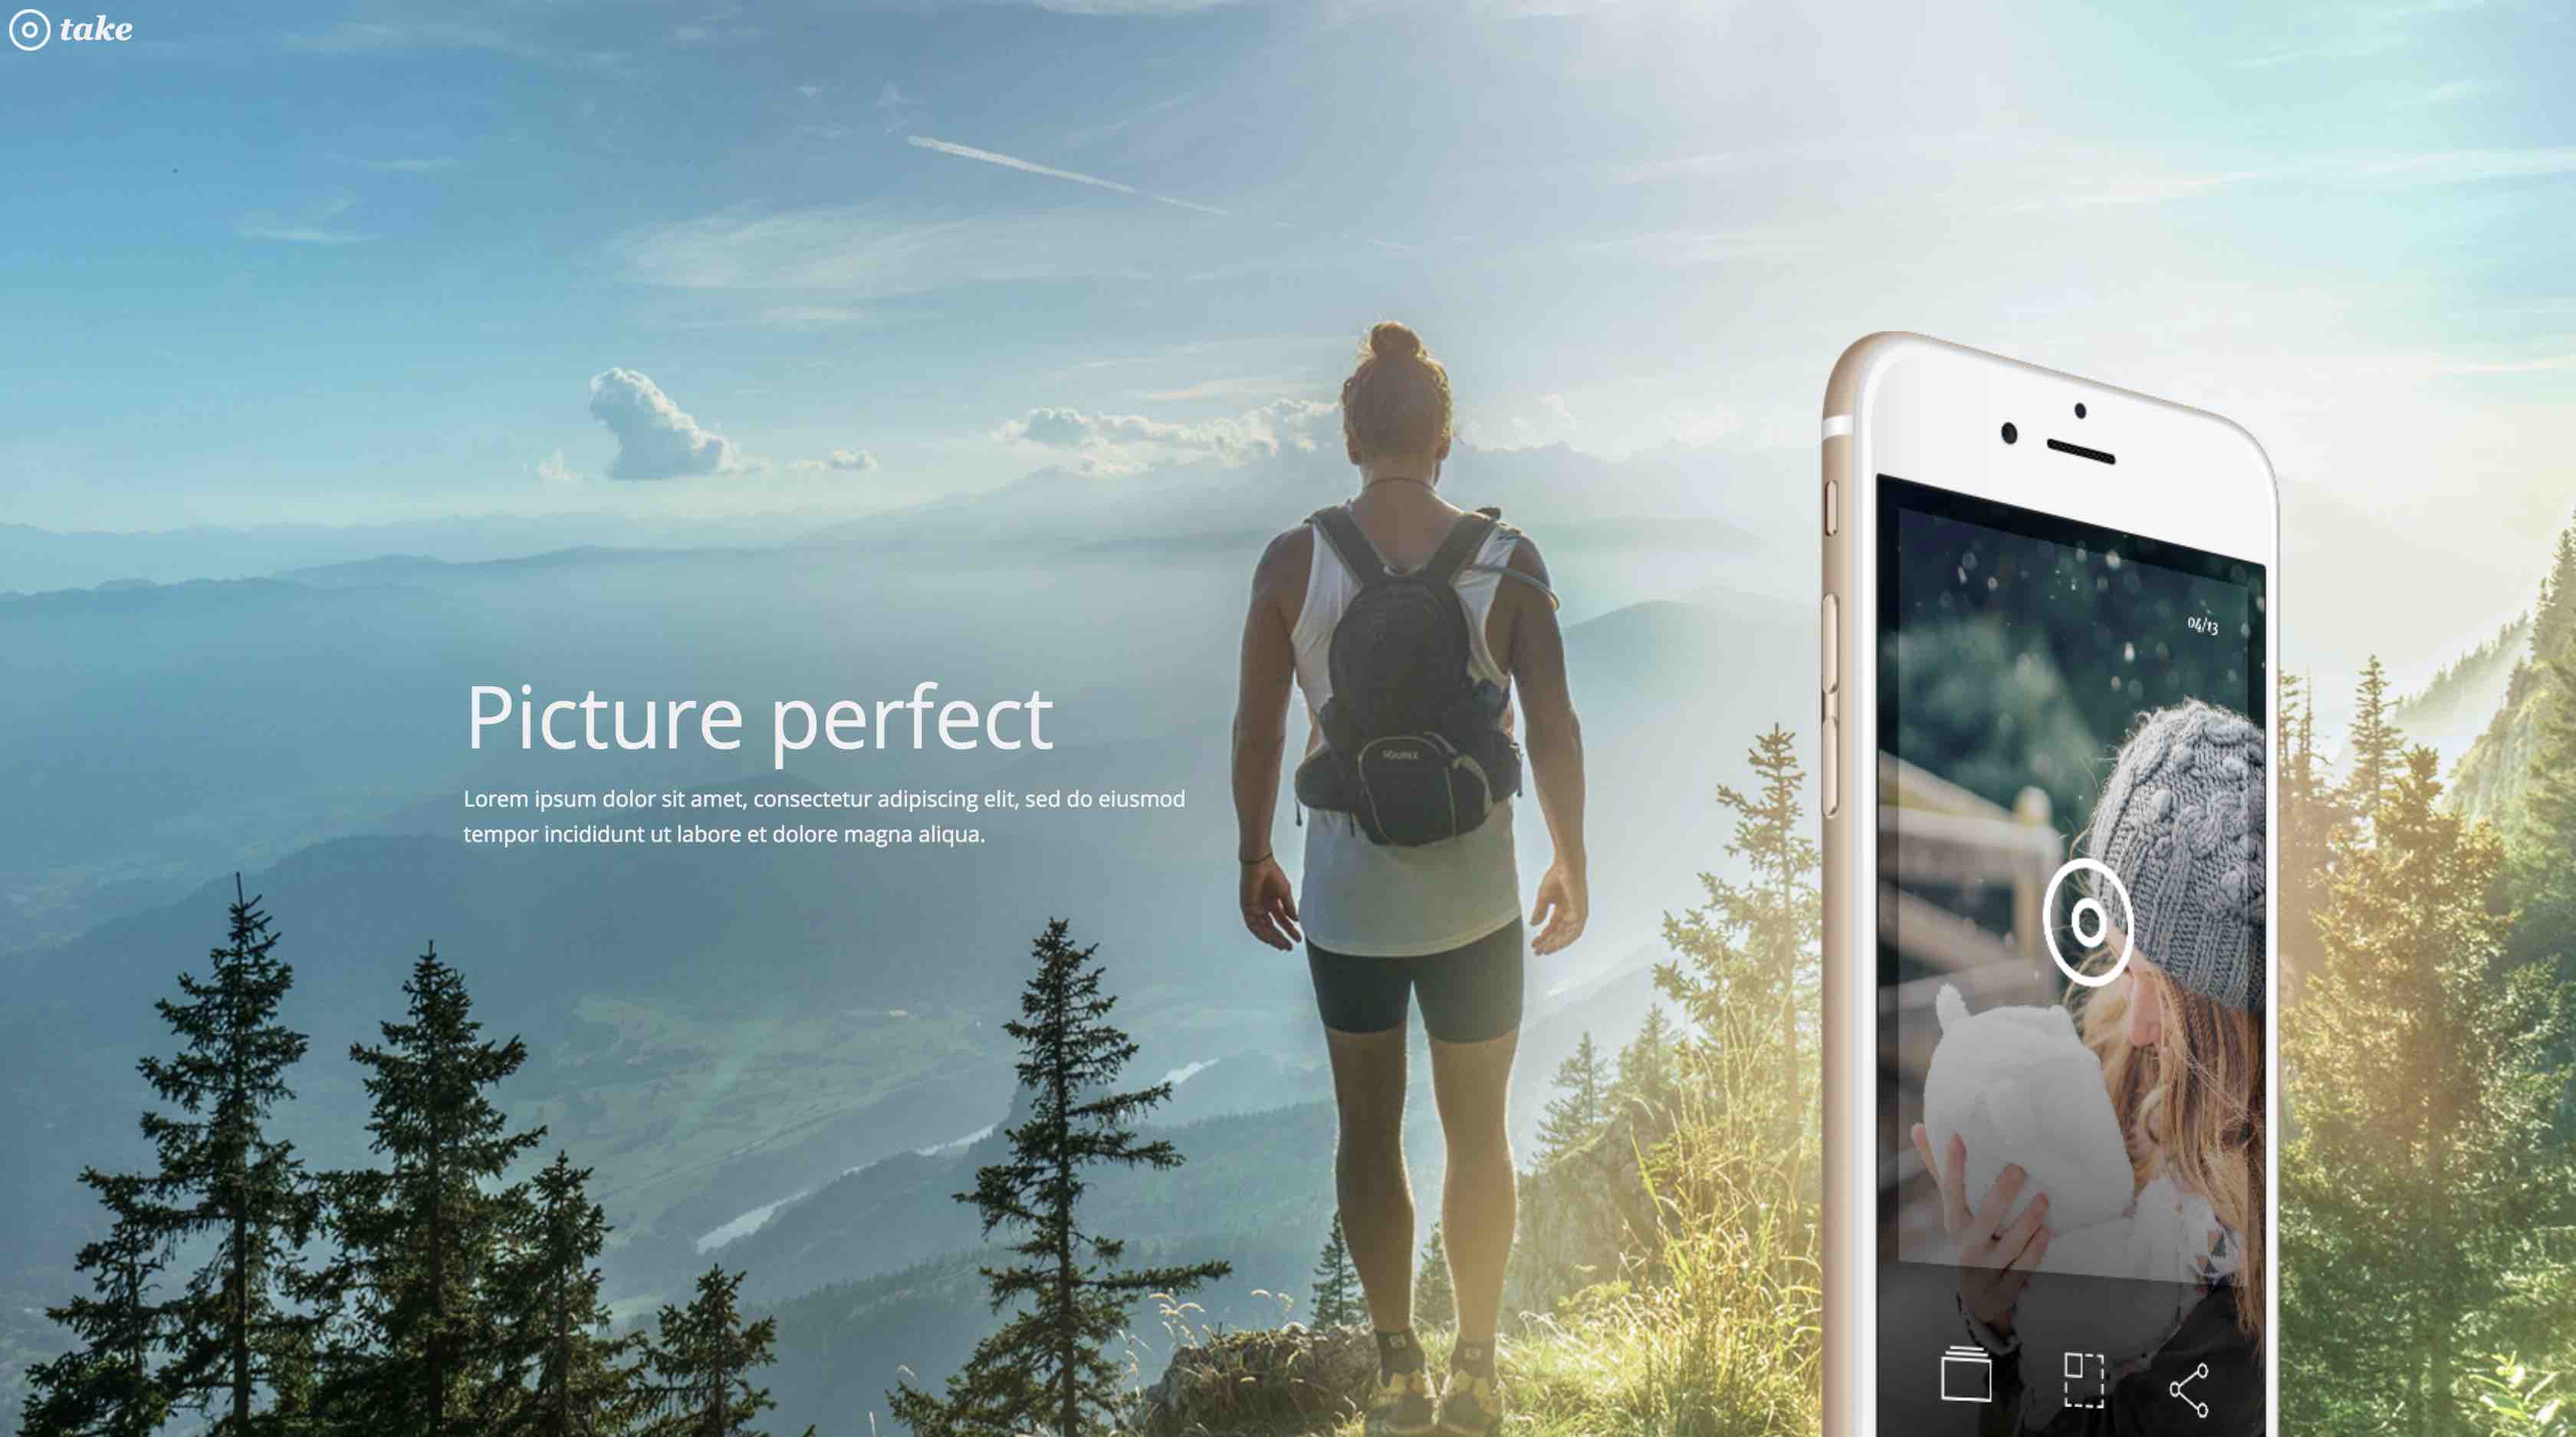 take
04/13
Picture perfect
Lorem ipsum dolor sit amet, consectetur adipiscing elit, sed do eiusmod
tempor incididunt ut labore et dolore magna aliqua.